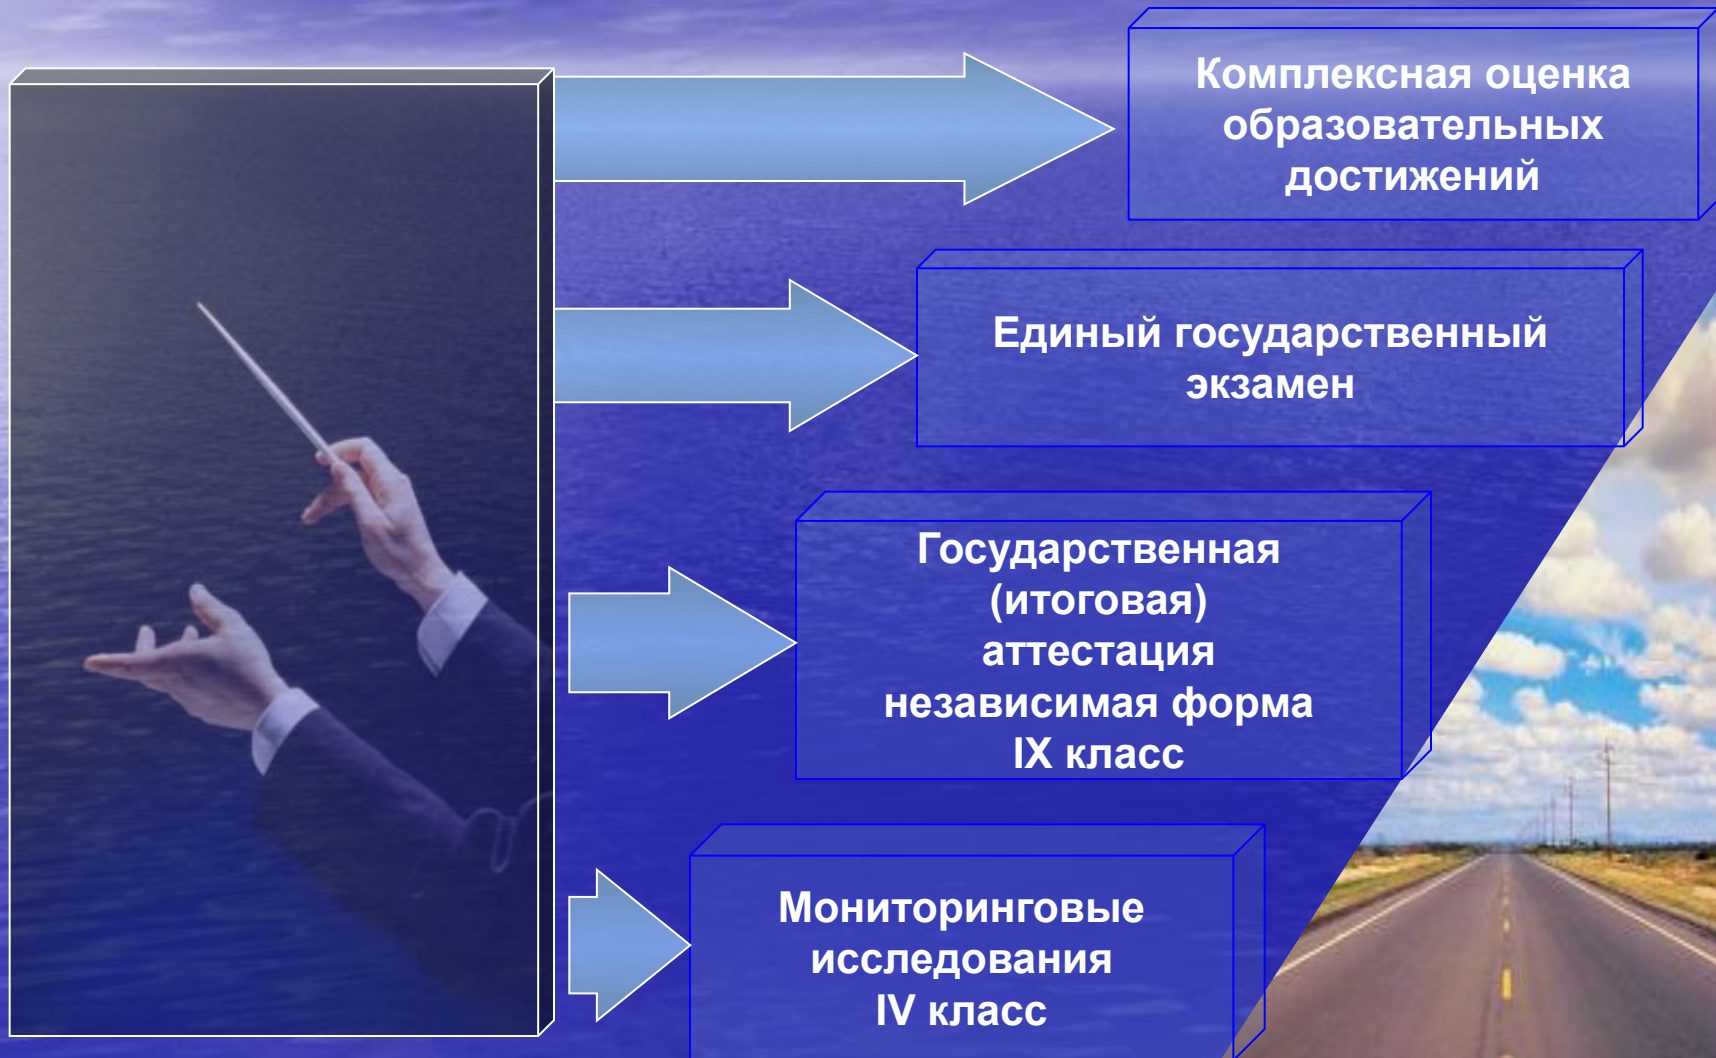 Комплексная оценка
образовательных
достижений
Единый государственный
экзамен
Государственная
(итоговая)
аттестация
независимая форма
IX класс
Мониторинговые
исследования
IV класс